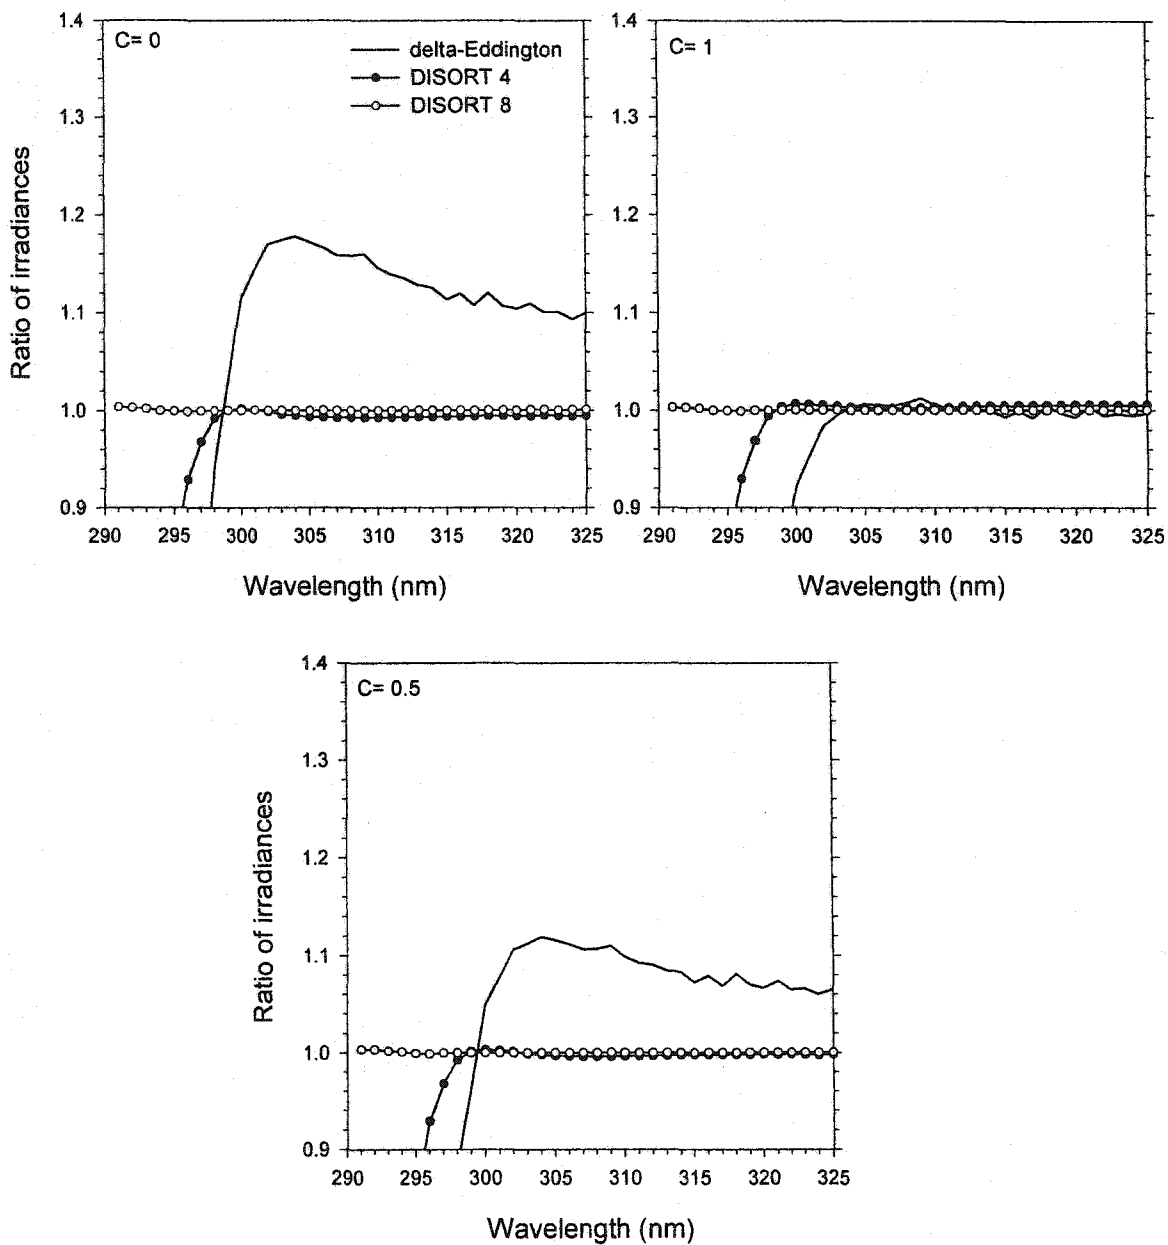 C= 0
delta-Eddington
DISORT 4
DISORT 8
1.4
1.3
1.2
1.1
1.0
0.9
Ratio of irradiances
290 295 300 305 310 315 320 325
Wavelength (nm)
C= 1
1.4
1.3
1.2
1.1
1.0
0.9
290 295 300 305 310 315 320 325
Wavelength (nm)
C= 0.5
1.4
1.3
1.2
1.1
1.0
0.9
Ratio of irradiances
290 295 300 305 310 315 320 325
Wavelength (nm)